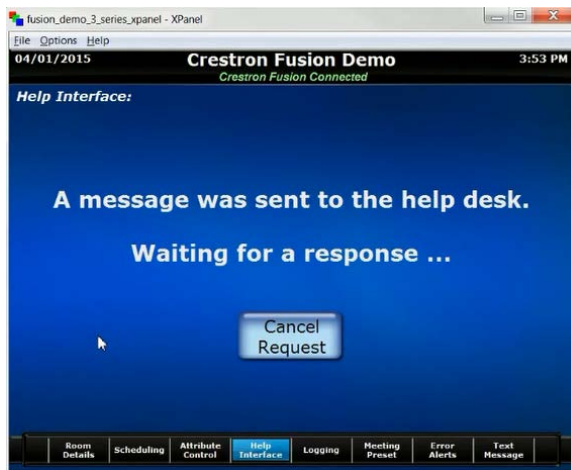 fusion_demo_3_series_xpanel - XPanel
File Options Help
04/01/2015 Crestron Fusion Demo 3:53 PM
Crestron Fusion Connected
Help Interface:
A message was sent to the help desk.
Waiting for a response ...
Cancel
Request
Room Details Scheduling Attribute Control Help Interface Logging Meeting Preset Error Alerts Text Message